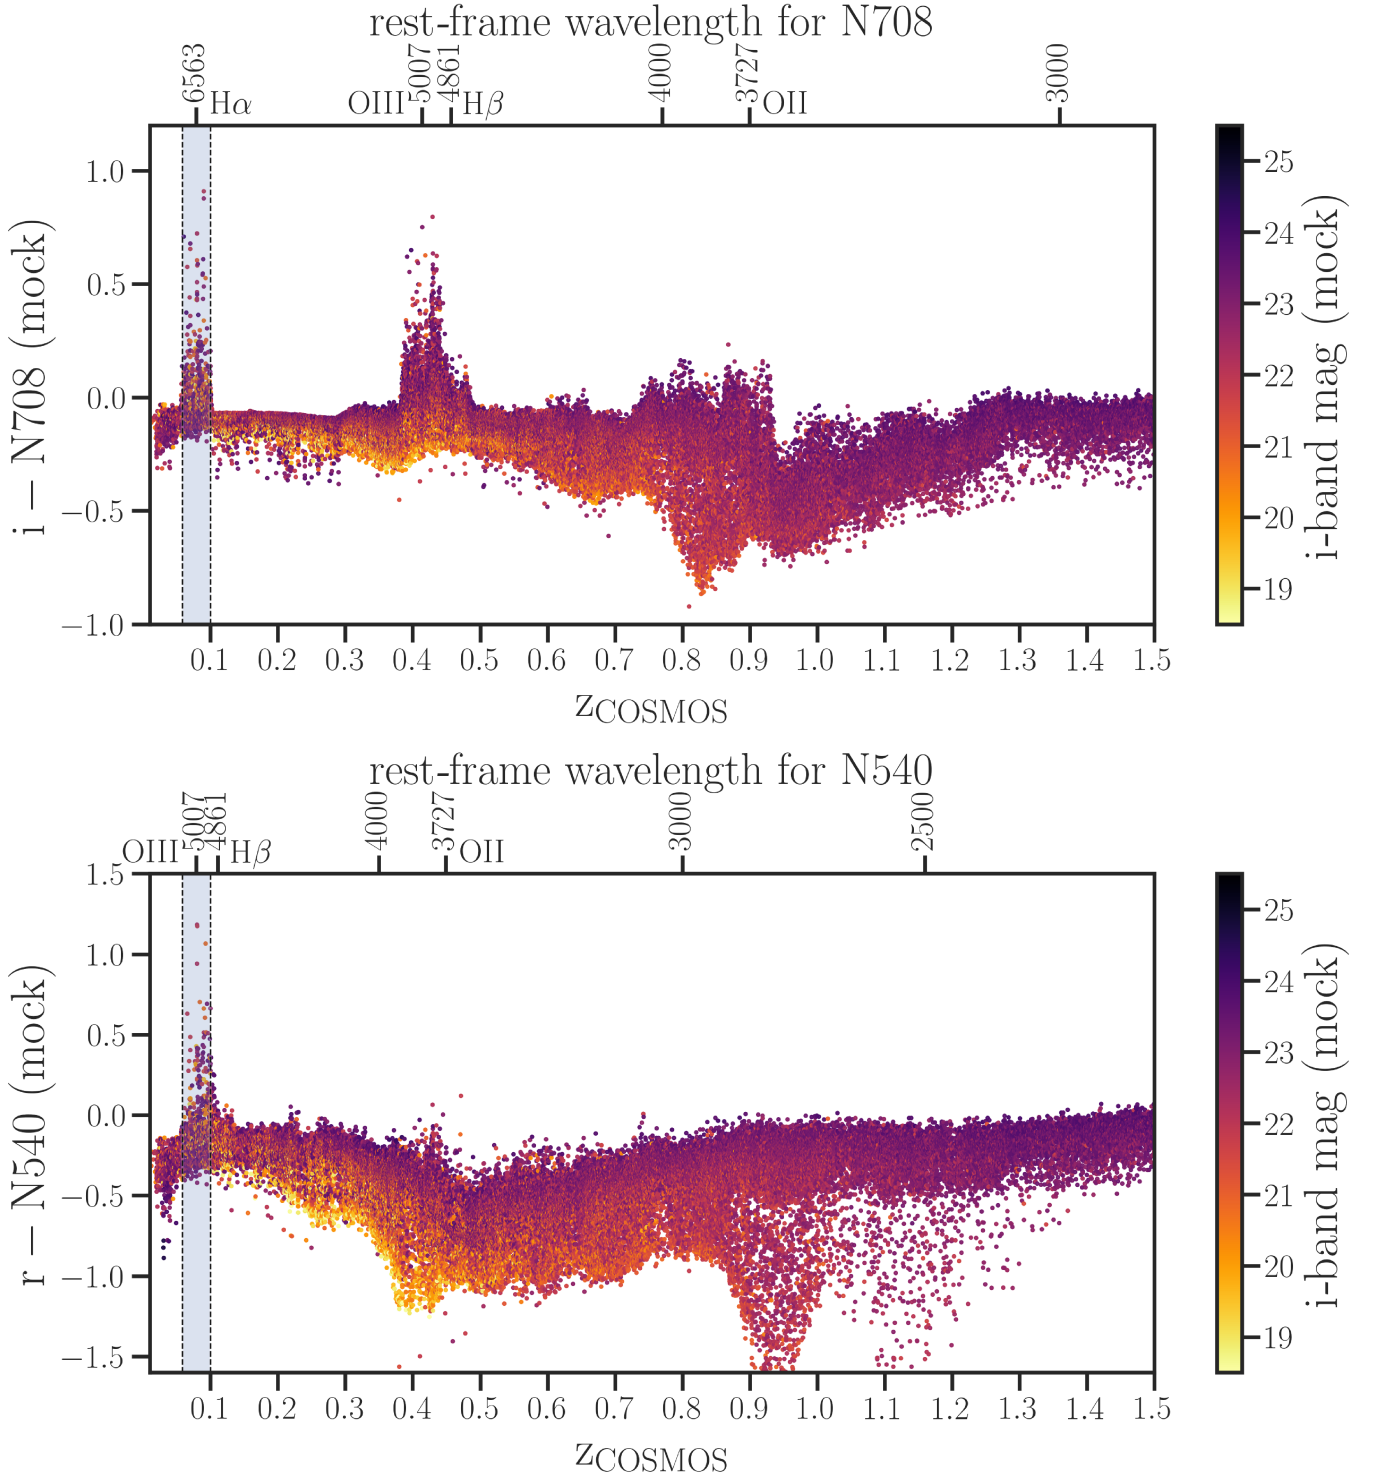 rest-frame wavelength for N708
6563 5007 4861 4000 3727 3000
Hα OIII Hβ OII
1.0
0.5
0.0
−0.5
−1.0
i − N708 (mock)
0.1 0.2 0.3 0.4 0.5 0.6 0.7 0.8 0.9 1.0 1.1 1.2 1.3 1.4 1.5
zCOSMOS
25
24
23
22
21
20
19
i-band mag (mock)
rest-frame wavelength for N540
5007 4861 4000 3727 3000 2500
OIII Hβ OII
1.5
1.0
0.5
0.0
−0.5
−1.0
−1.5
r − N540 (mock)
0.1 0.2 0.3 0.4 0.5 0.6 0.7 0.8 0.9 1.0 1.1 1.2 1.3 1.4 1.5
zCOSMOS
25
24
23
22
21
20
19
i-band mag (mock)